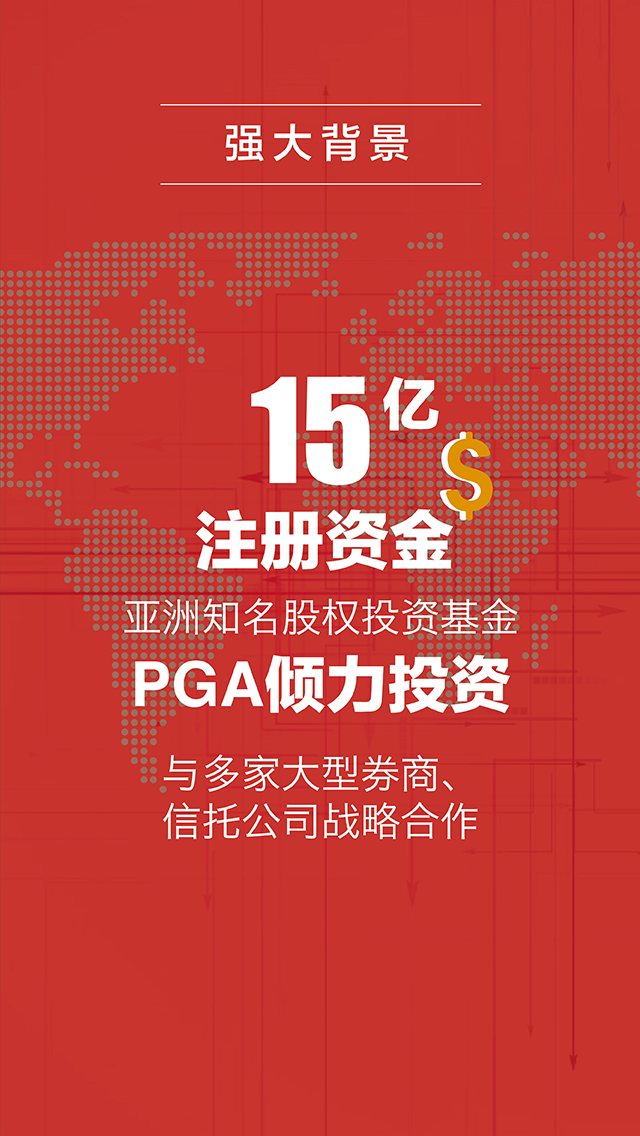 强大背景
15亿
$
注册资金
亚洲知名股权投资基金
PGA倾力投资
与多家大型券商、
信托公司战略合作